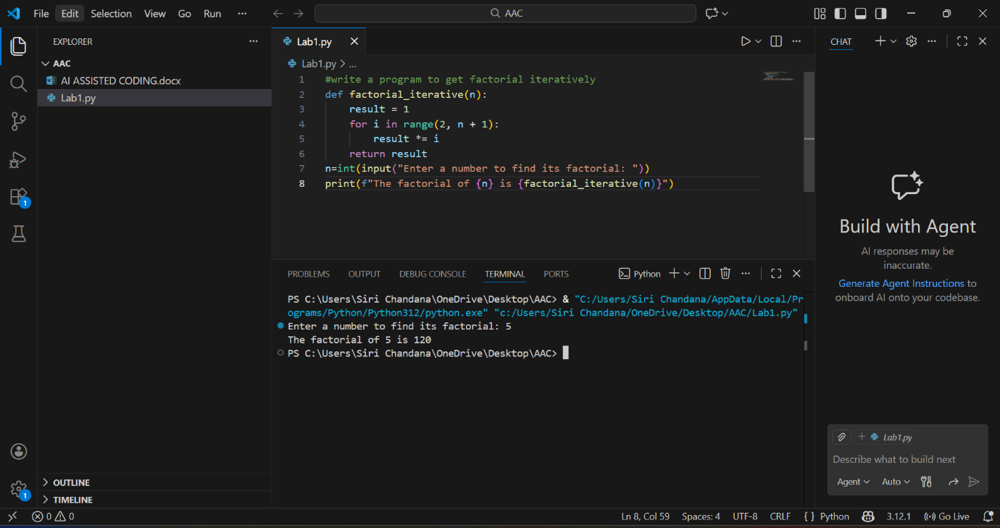 File Edit Selection View Go Run ··· AAC
EXPLORER ···
AAC
AI ASSISTED CODING.docx
Lab1.py
1
OUTLINE
1
TIMELINE
Lab1.py
Lab1.py > ...
1 #write a program to get factorial iteratively
2 def factorial_iterative(n):
3     result = 1
4     for i in range(2, n + 1):
5         result *= i
6     return result
7 n=int(input("Enter a number to find its factorial: "))
8 print(f"The factorial of {n} is {factorial_iterative(n)}")
PROBLEMS OUTPUT DEBUG CONSOLE TERMINAL PORTS Python
PS C:\Users\Siri Chandana\OneDrive\Desktop\AAC> & "C:/Users/Siri Chandana/AppData/Local/Pr
ograms/Python/Python312/python.exe" "c:/Users/Siri Chandana/OneDrive/Desktop/AAC/Lab1.py"
Enter a number to find its factorial: 5
The factorial of 5 is 120
PS C:\Users\Siri Chandana\OneDrive\Desktop\AAC>
CHAT
Build with Agent
AI responses may be
inaccurate.
Generate Agent Instructions to
onboard AI onto your codebase.
Lab1.py
Describe what to build next
Agent Auto
0 0 Ln 8, Col 59 Spaces: 4 UTF-8 CRLF { } Python 3.12.1 Go Live